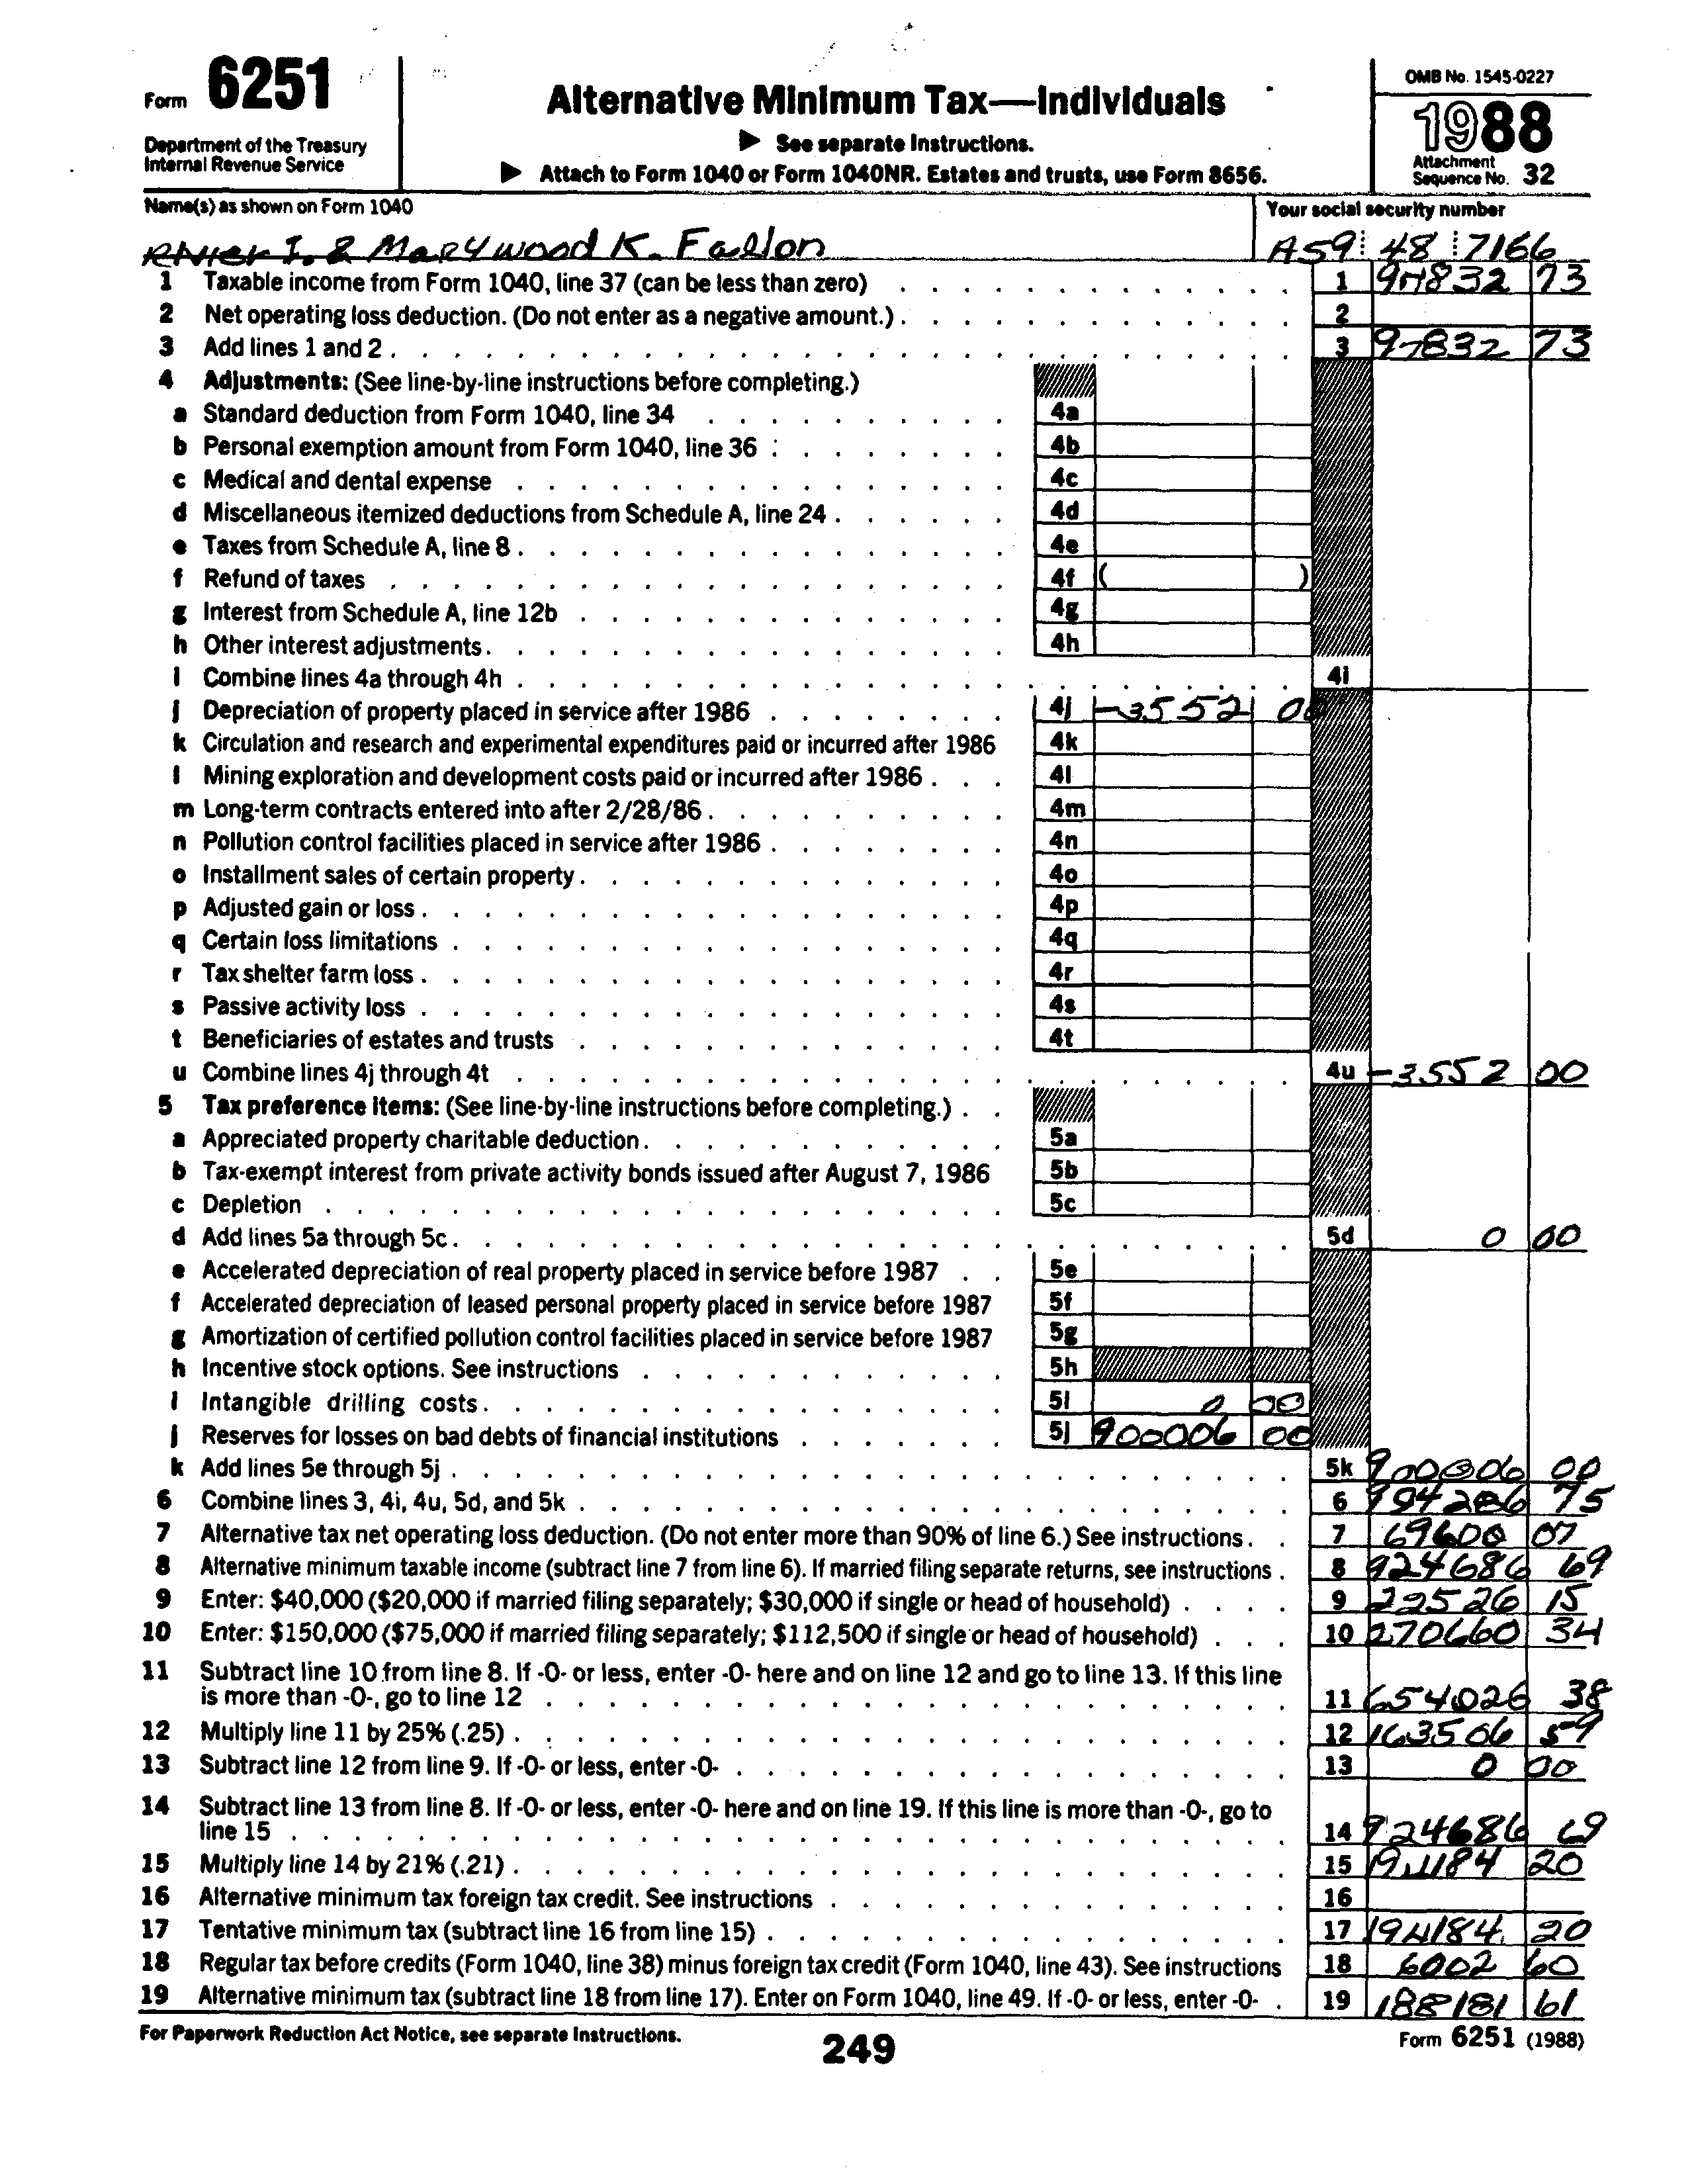 Form 6251
Department of the Treasury
Internal Revenue Service
Alternative Minimum Tax—Individuals
▶ See separate Instructions.
▶ Attach to Form 1040 or Form 1040NR. Estates and trusts, use Form 8656.
OMB No. 1545-0227
1988
Attachment
Sequence No. 32
Name(s) as shown on Form 1040
Your social security number
I. & Marywood K. Fallon
A59 48 7166
1 Taxable income from Form 1040, line 37 (can be less than zero) 1 97832 73
2 Net operating loss deduction. (Do not enter as a negative amount.) 2
3 Add lines 1 and 2 3 97832 73
4 Adjustments: (See line-by-line instructions before completing.)
a Standard deduction from Form 1040, line 34 4a
b Personal exemption amount from Form 1040, line 36 4b
c Medical and dental expense 4c
d Miscellaneous itemized deductions from Schedule A, line 24 4d
e Taxes from Schedule A, line 8 4e
f Refund of taxes 4f ( )
g Interest from Schedule A, line 12b 4g
h Other interest adjustments 4h
i Combine lines 4a through 4h 4i
j Depreciation of property placed in service after 1986 4j -3552 00
k Circulation and research and experimental expenditures paid or incurred after 1986 4k
l Mining exploration and development costs paid or incurred after 1986 4l
m Long-term contracts entered into after 2/28/86 4m
n Pollution control facilities placed in service after 1986 4n
o Installment sales of certain property 4o
p Adjusted gain or loss 4p
q Certain loss limitations 4q
r Tax shelter farm loss 4r
s Passive activity loss 4s
t Beneficiaries of estates and trusts 4t
u Combine lines 4j through 4t 4u -3552 00
5 Tax preference items: (See line-by-line instructions before completing.)
a Appreciated property charitable deduction 5a
b Tax-exempt interest from private activity bonds issued after August 7, 1986 5b
c Depletion 5c
d Add lines 5a through 5c 5d 0 00
e Accelerated depreciation of real property placed in service before 1987 5e
f Accelerated depreciation of leased personal property placed in service before 1987 5f
g Amortization of certified pollution control facilities placed in service before 1987 5g
h Incentive stock options. See instructions 5h
i Intangible drilling costs 5i 0 00
j Reserves for losses on bad debts of financial institutions 5j 900006 00
k Add lines 5e through 5j 5k 900006 00
6 Combine lines 3, 4i, 4u, 5d, and 5k 6 994286 75
7 Alternative tax net operating loss deduction. (Do not enter more than 90% of line 6.) See instructions 7 69600 07
8 Alternative minimum taxable income (subtract line 7 from line 6). If married filing separate returns, see instructions 8 924686 69
9 Enter: $40,000 ($20,000 if married filing separately; $30,000 if single or head of household) 9 22526 15
10 Enter: $150,000 ($75,000 if married filing separately; $112,500 if single or head of household) 10 270660 34
11 Subtract line 10 from line 8. If -0- or less, enter -0- here and on line 12 and go to line 13. If this line
is more than -0-, go to line 12 11 654026 38
12 Multiply line 11 by 25% (.25) 12 163506 59
13 Subtract line 12 from line 9. If -0- or less, enter -0- 13 0 00
14 Subtract line 13 from line 8. If -0- or less, enter -0- here and on line 19. If this line is more than -0-, go to
line 15 14 924686 69
15 Multiply line 14 by 21% (.21) 15 194184 20
16 Alternative minimum tax foreign tax credit. See instructions 16
17 Tentative minimum tax (subtract line 16 from line 15) 17 194184 20
18 Regular tax before credits (Form 1040, line 38) minus foreign tax credit (Form 1040, line 43). See instructions 18 6002 60
19 Alternative minimum tax (subtract line 18 from line 17). Enter on Form 1040, line 49. If -0- or less, enter -0- 19 188181 61
For Paperwork Reduction Act Notice, see separate Instructions.
249
Form 6251 (1988)